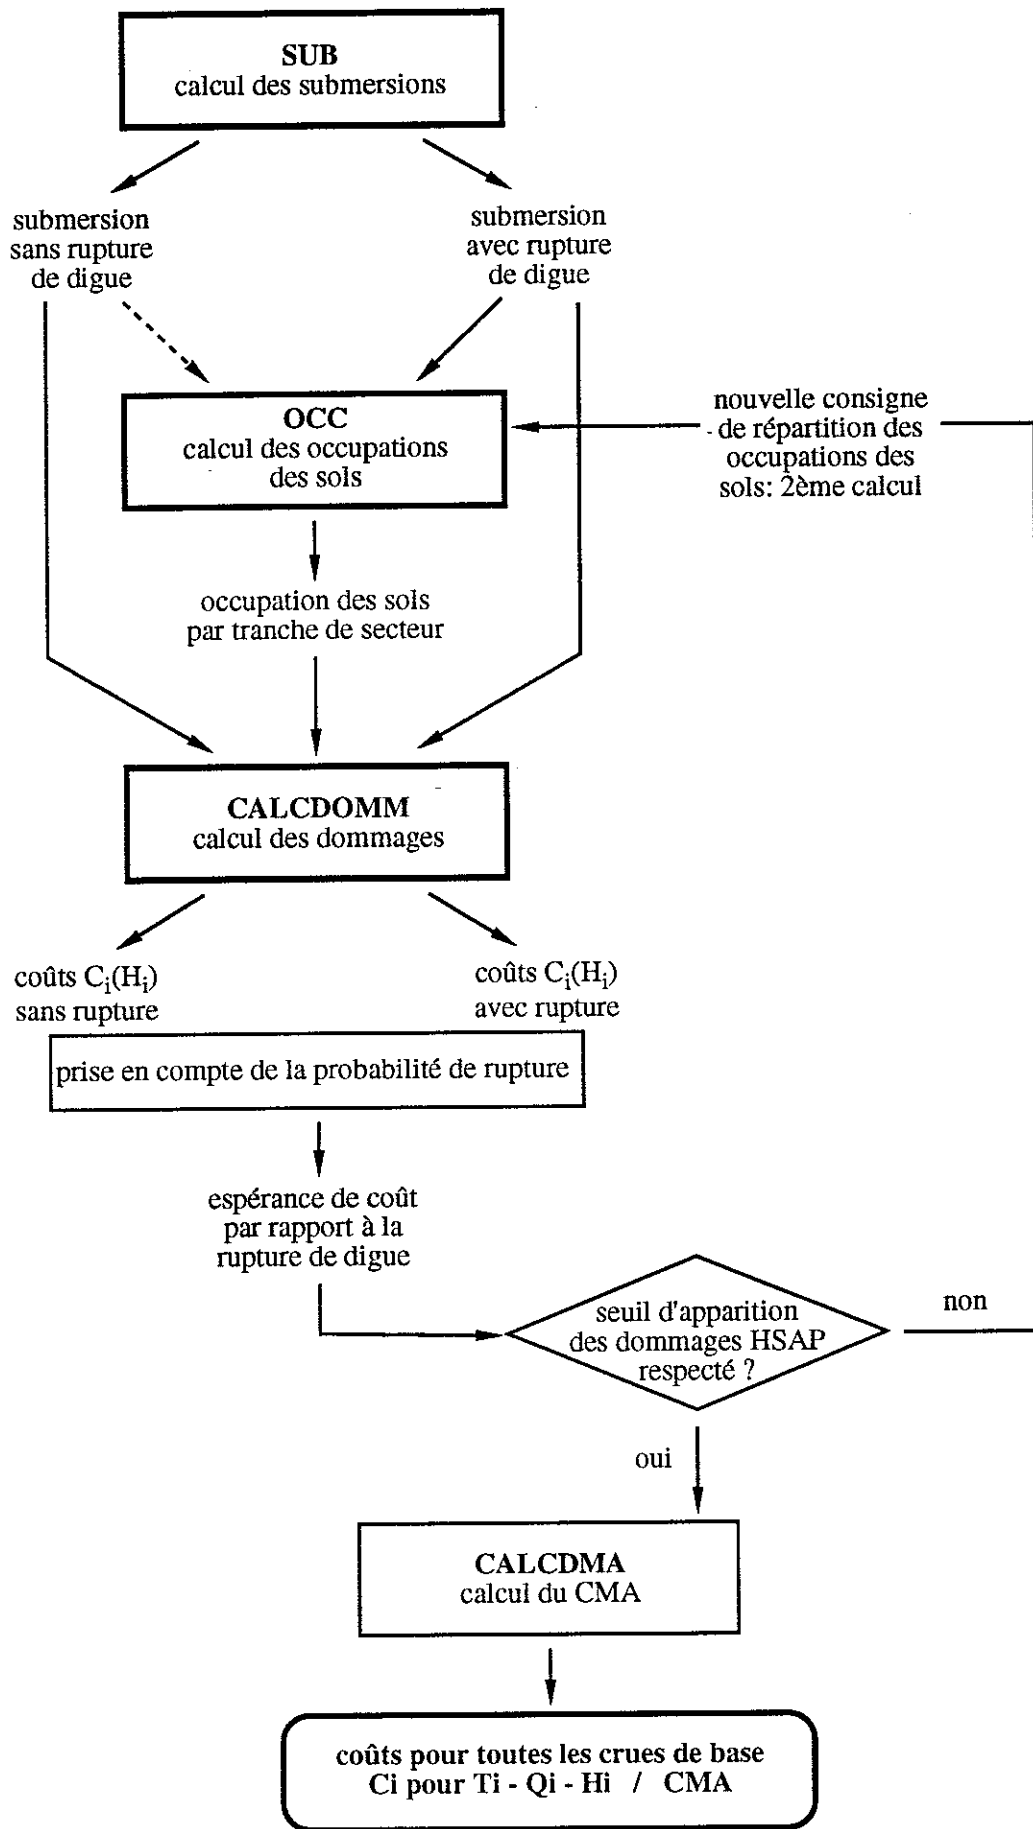 SUB
calcul des submersions
submersion
sans rupture
de digue
submersion
avec rupture
de digue
OCC
calcul des occupations
des sols
nouvelle consigne
de répartition des
occupations des
sols: 2ème calcul
occupation des sols
par tranche de secteur
CALCDOMM
calcul des dommages
coûts Ci(Hi)
sans rupture
coûts Ci(Hi)
avec rupture
prise en compte de la probabilité de rupture
espérance de coût
par rapport à la
rupture de digue
seuil d'apparition
des dommages HSAP
respecté ?
non
oui
CALCDMA
calcul du CMA
coûts pour toutes les crues de base
Ci pour Ti - Qi - Hi / CMA